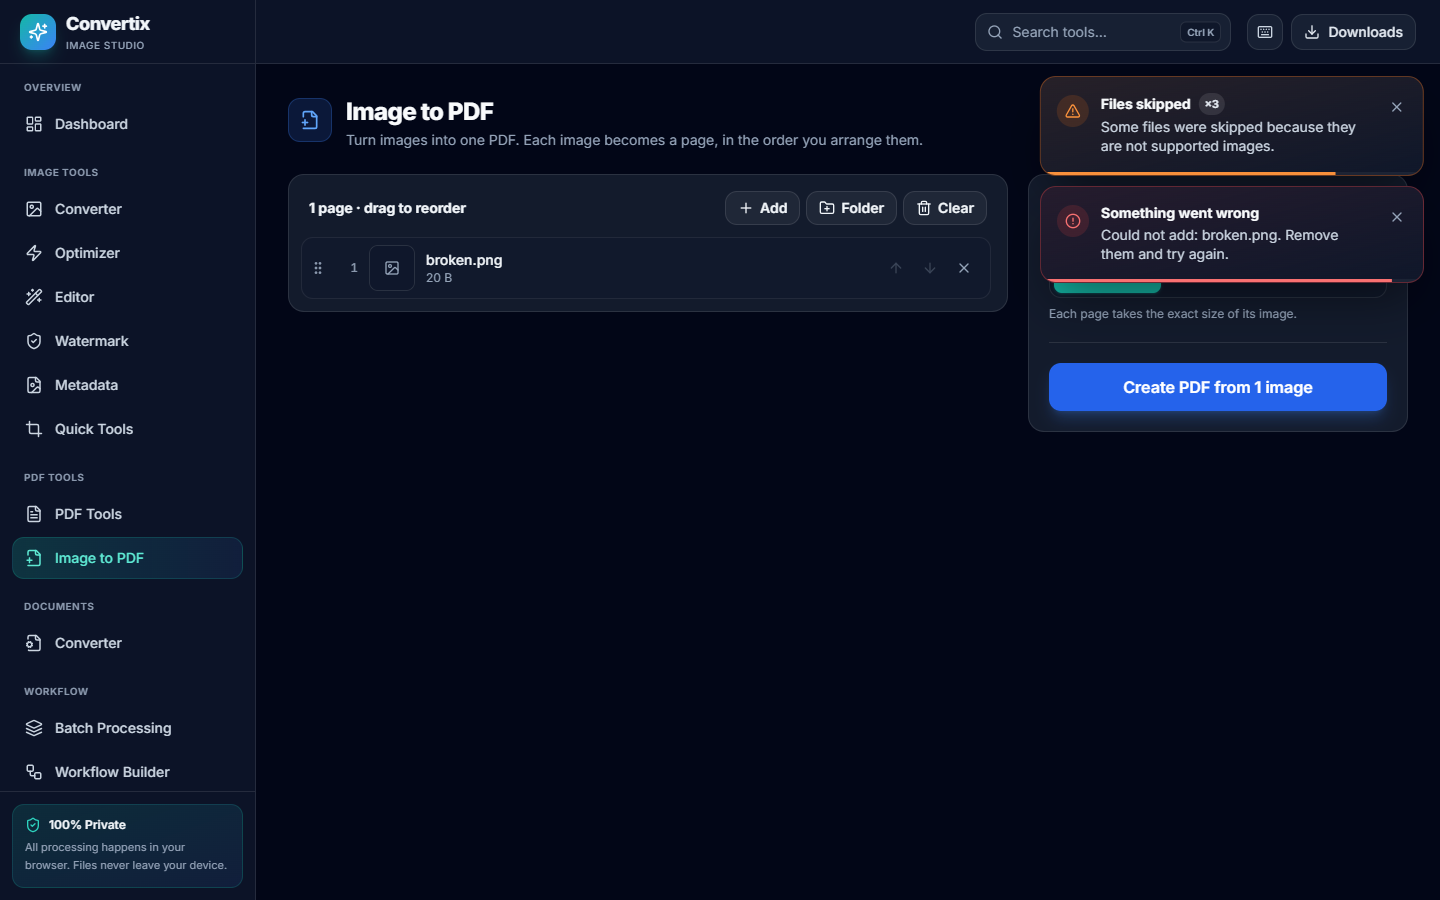 Convertix
IMAGE STUDIO
Search tools...
Ctrl K
Downloads
OVERVIEW
Dashboard
IMAGE TOOLS
Converter
Optimizer
Editor
Watermark
Metadata
Quick Tools
PDF TOOLS
PDF Tools
Image to PDF
DOCUMENTS
Converter
WORKFLOW
Batch Processing
Workflow Builder
100% Private
All processing happens in your
browser. Files never leave your device.
Image to PDF
Turn images into one PDF. Each image becomes a page, in the order you arrange them.
1 page · drag to reorder
Add
Folder
Clear
1
broken.png
20 B
Files skipped ×3
Some files were skipped because they
are not supported images.
Something went wrong
Could not add: broken.png. Remove
them and try again.
Each page takes the exact size of its image.
Create PDF from 1 image